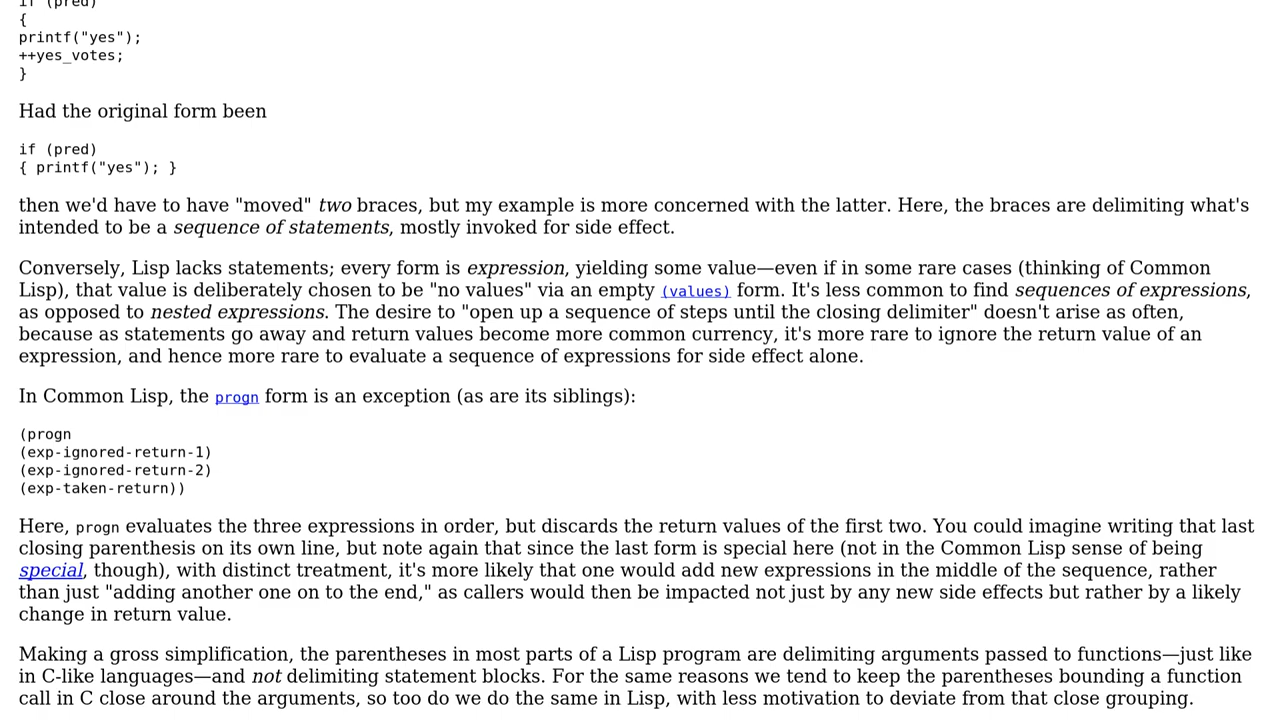 if (pred)
{
printf("yes");
++yes_votes;
}
Had the original form been
if (pred)
{ printf("yes"); }
then we'd have to have "moved" two braces, but my example is more concerned with the latter. Here, the braces are delimiting what's
intended to be a sequence of statements, mostly invoked for side effect.
Conversely, Lisp lacks statements; every form is expression, yielding some value—even if in some rare cases (thinking of Common
Lisp), that value is deliberately chosen to be "no values" via an empty (values) form. It's less common to find sequences of expressions,
as opposed to nested expressions. The desire to "open up a sequence of steps until the closing delimiter" doesn't arise as often,
because as statements go away and return values become more common currency, it's more rare to ignore the return value of an
expression, and hence more rare to evaluate a sequence of expressions for side effect alone.
In Common Lisp, the progn form is an exception (as are its siblings):
(progn
(exp-ignored-return-1)
(exp-ignored-return-2)
(exp-taken-return))
Here, progn evaluates the three expressions in order, but discards the return values of the first two. You could imagine writing that last
closing parenthesis on its own line, but note again that since the last form is special here (not in the Common Lisp sense of being
special, though), with distinct treatment, it's more likely that one would add new expressions in the middle of the sequence, rather
than just "adding another one on to the end," as callers would then be impacted not just by any new side effects but rather by a likely
change in return value.
Making a gross simplification, the parentheses in most parts of a Lisp program are delimiting arguments passed to functions—just like
in C-like languages—and not delimiting statement blocks. For the same reasons we tend to keep the parentheses bounding a function
call in C close around the arguments, so too do we do the same in Lisp, with less motivation to deviate from that close grouping.